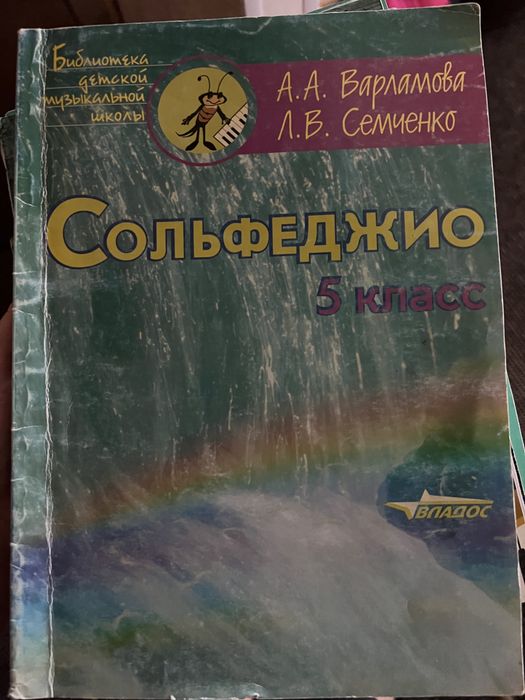 Библиотека
детской
музыкальной
школы
А. А. Варламова
Л. В. Семченко
Сольфеджио
5 класс
ВЛАДОС